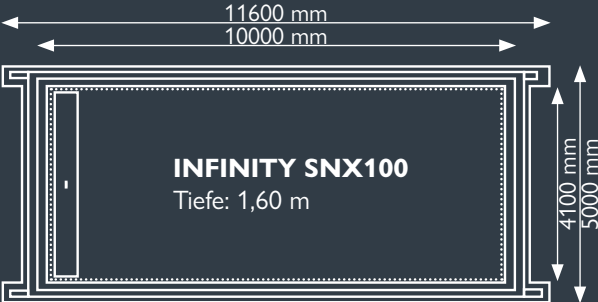 11600 mm
10000 mm
INFINITY SNX100
Tiefe: 1,60 m
4100 mm
5000 mm